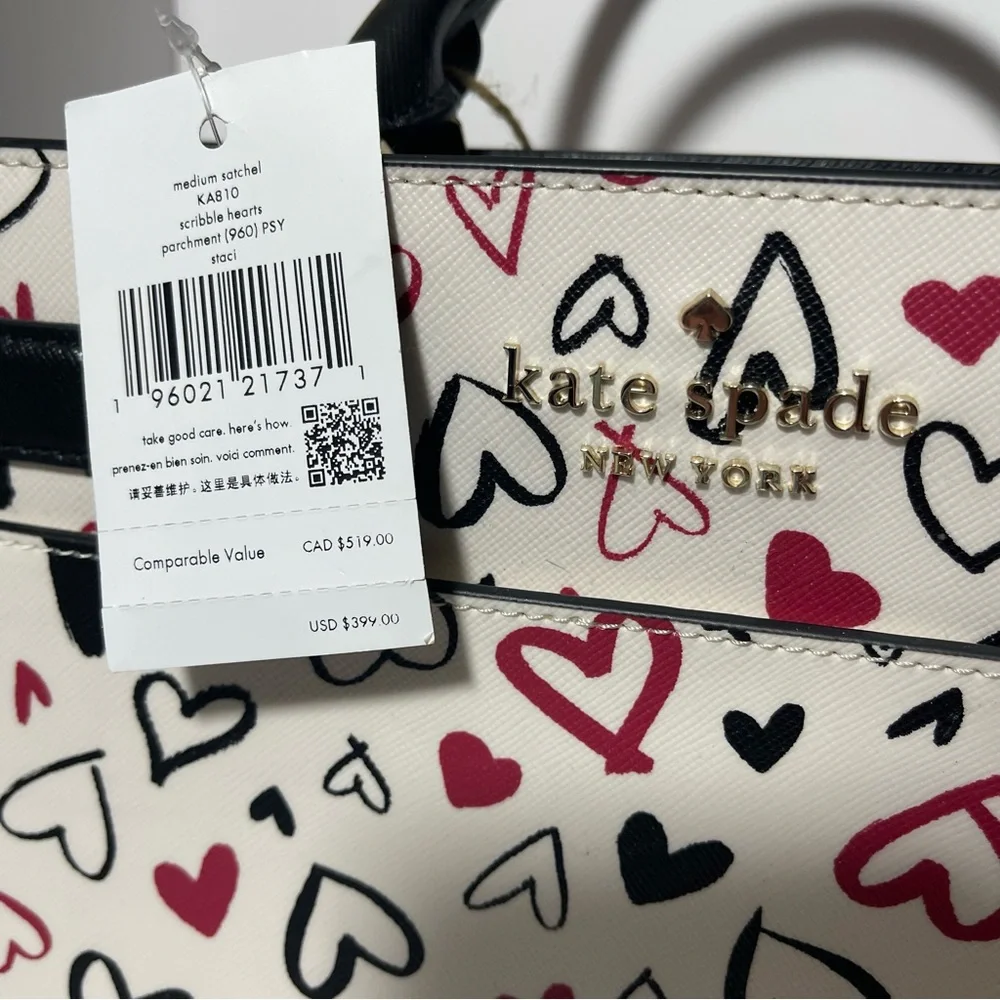 medium satchel
KA810
scribble hearts
parchment (960) PSY
staci
1 96021 21737 1
take good care. here's how.
prenez-en bien soin. voici comment.
请妥善维护。这里是具体做法。
Comparable Value CAD $519.00
USD $399.00
kate spade
NEW YORK